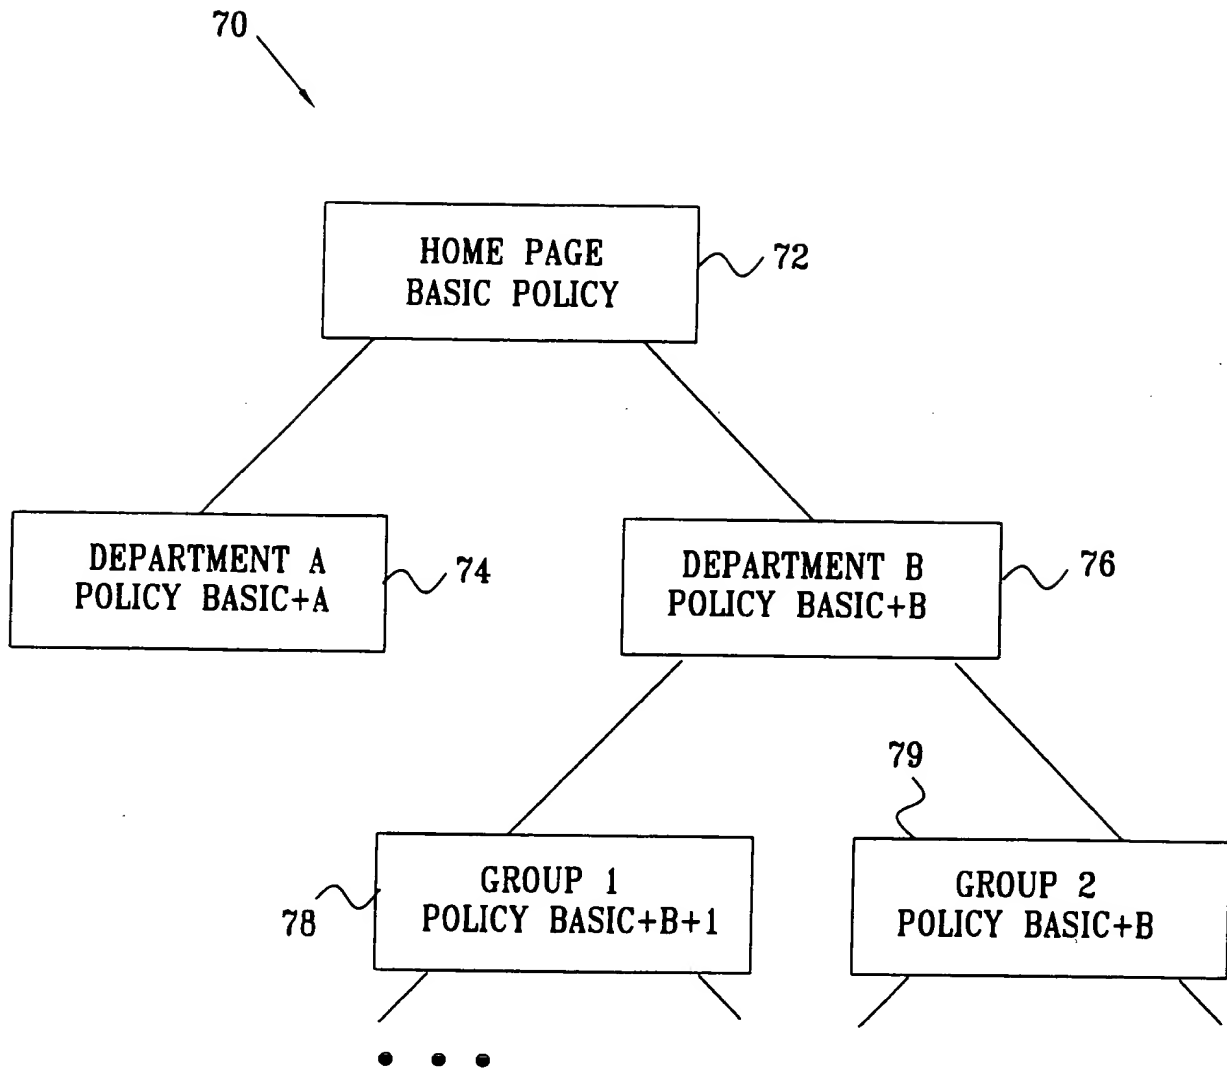 70
HOME PAGE
BASIC POLICY
72
DEPARTMENT A
POLICY BASIC+A
74
DEPARTMENT B
POLICY BASIC+B
76
79
GROUP 1
POLICY BASIC+B+1
78
GROUP 2
POLICY BASIC+B